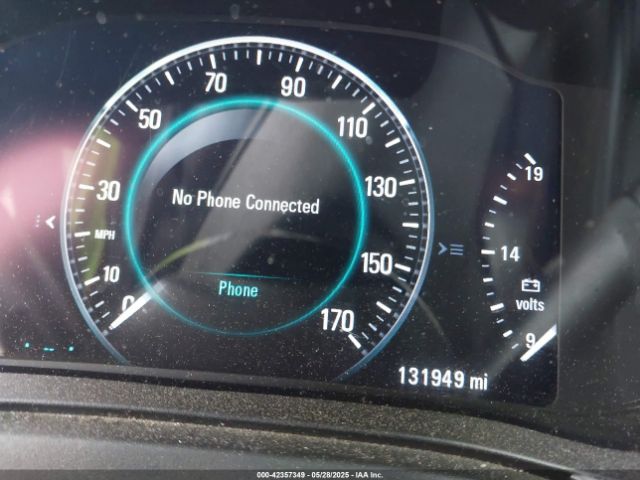 70
90
50
110
30
130
MPH
10
150
0
170
No Phone Connected
Phone
19
14
volts
9
131949 mi
000-42357349 | 05/28/2025 - IAA Inc.